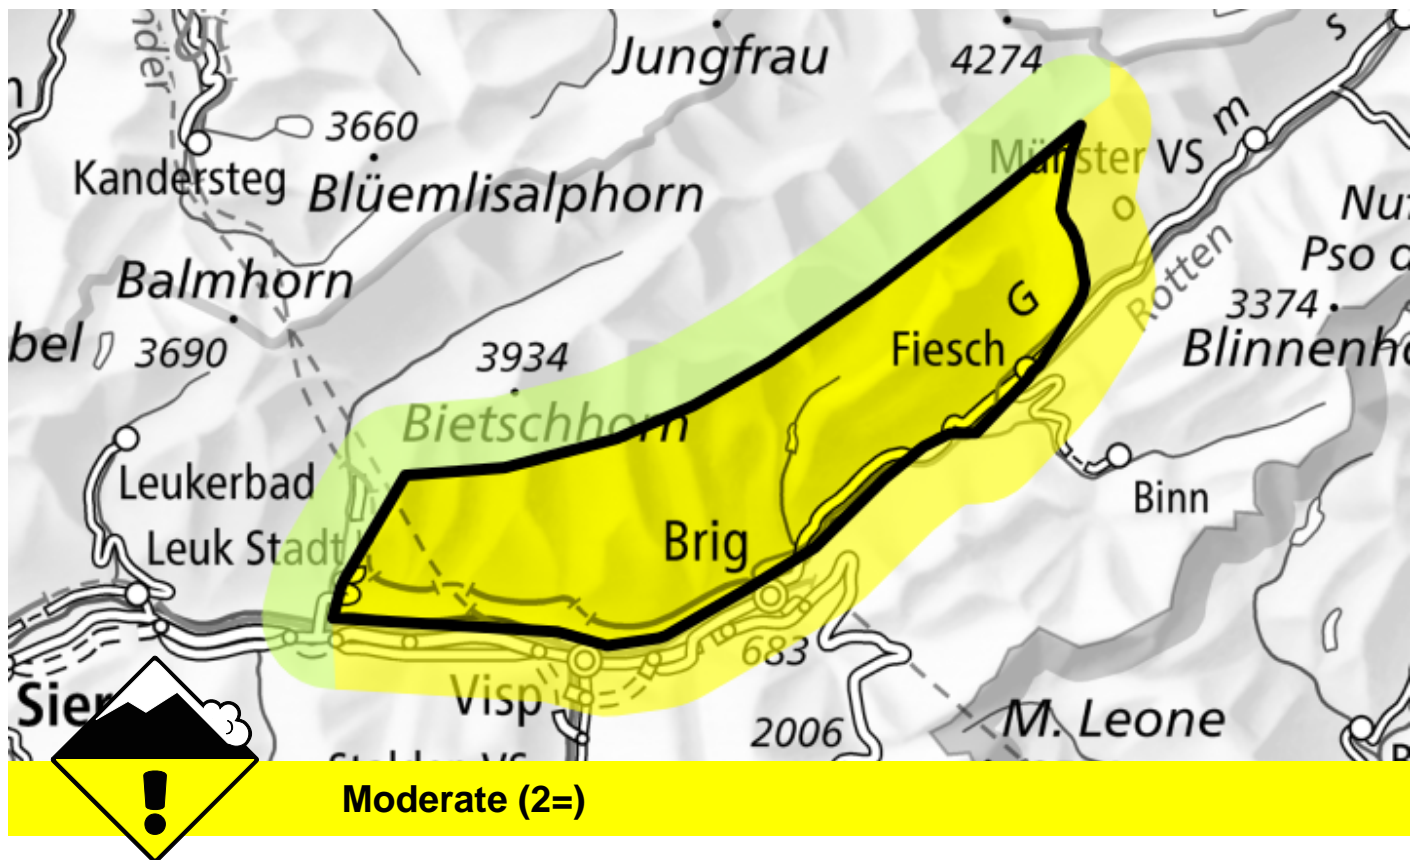 Jungfrau
4274
s
m
3660
Kandersteg
Blüemlisalphorn
Münster VS
o
Balmhorn
3690
3934
Bietschhorn
G
Fiesch
Rotten
3374
Leukerbad
Leuk Stadt
Brig
Binn
683
Visp
2006
M. Leone
Moderate (2=)